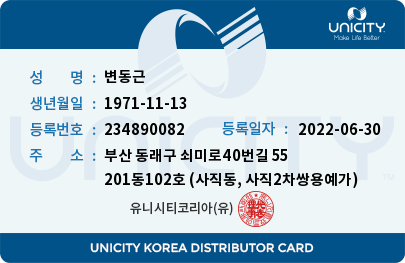 UNICITY
Make Life Better
성 명 : 변동근
생년월일 : 1971-11-13
등록번호 : 234890082 등록일자 : 2022-06-30
주 소 : 부산 동래구 쇠미로40번길 55
201동102호 (사직동, 사직2차쌍용예가)
유니시티코리아(유)
UNICITY
UNICITY KOREA DISTRIBUTOR CARD